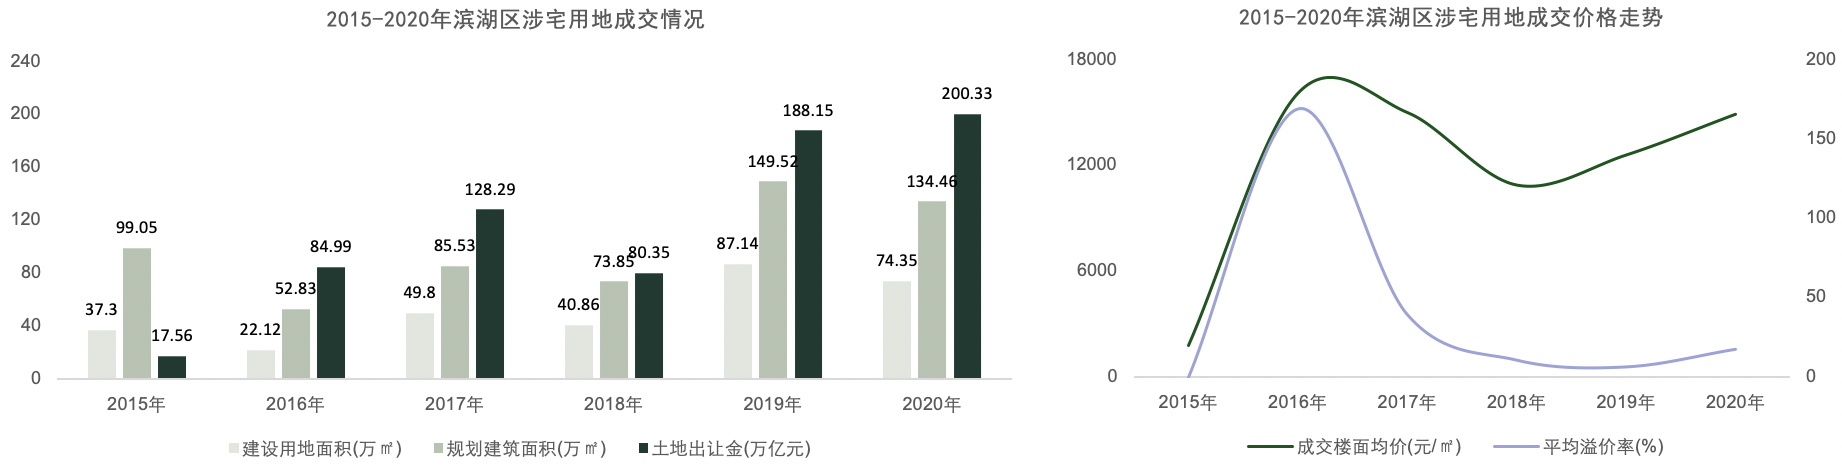 2015-2020年滨湖区涉宅用地成交情况
240
200
160
120
80
40
0
37.3
99.05
17.56
22.12
52.83
84.99
49.8
85.53
128.29
40.86
73.85
80.35
87.14
149.52
188.15
74.35
134.46
200.33
2015年
2016年
2017年
2018年
2019年
2020年
建设用地面积(万㎡)
规划建筑面积(万㎡)
土地出让金(万亿元)
2015-2020年滨湖区涉宅用地成交价格走势
18000
12000
6000
0
200
150
100
50
0
2015年
2016年
2017年
2018年
2019年
2020年
成交楼面均价(元/㎡)
平均溢价率(%)